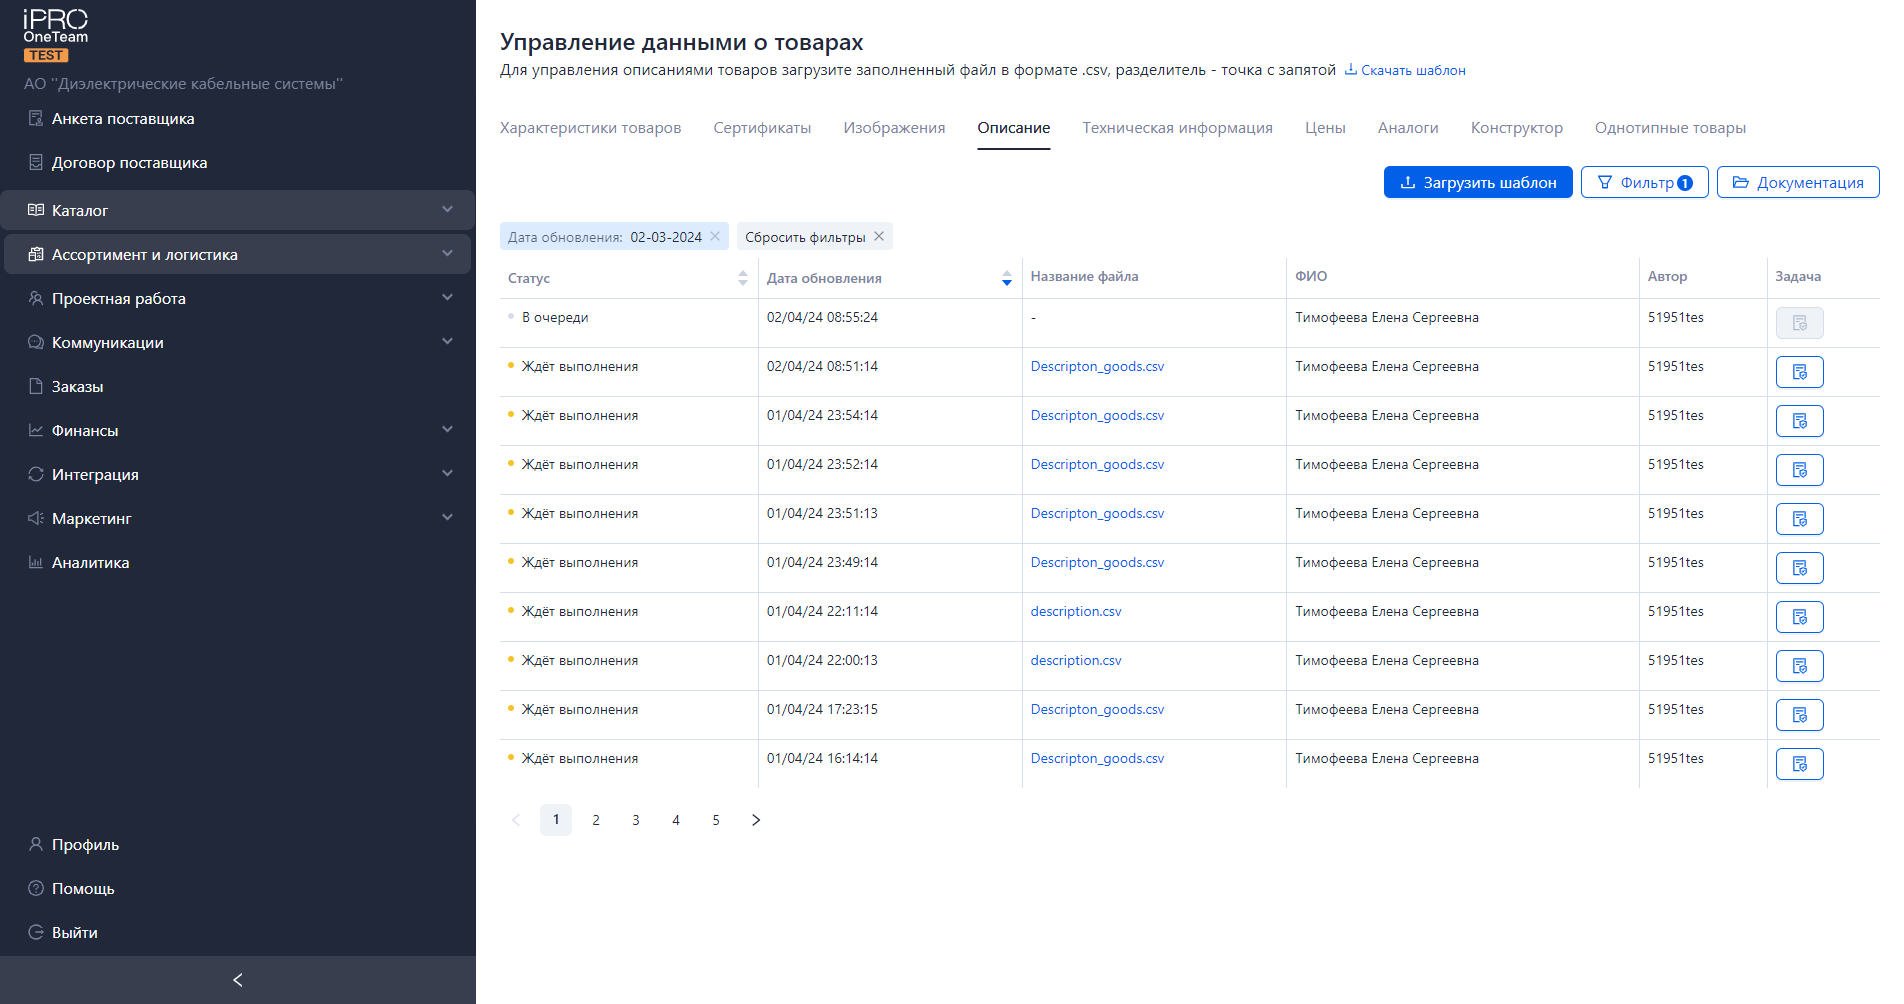 iPRO
OneTeam
TEST
АО "Диэлектрические кабельные системы"
Анкета поставщика
Договор поставщика
Каталог
Ассортимент и логистика
Проектная работа
Коммуникации
Заказы
Финансы
Интеграция
Маркетинг
Аналитика
Профиль
Помощь
Выйти
Управление данными о товарах
Для управления описаниями товаров загрузите заполненный файл в формате .csv, разделитель - точка с запятой Скачать шаблон
Характеристики товаров Сертификаты Изображения Описание Техническая информация Цены Аналоги Конструктор Однотипные товары
Загрузить шаблон Фильтр 1 Документация
Дата обновления: 02-03-2024 Сбросить фильтры
Статус Дата обновления Название файла ФИО Автор Задача
В очереди 02/04/24 08:55:24 - Тимофеева Елена Сергеевна 51951tes
Ждёт выполнения 02/04/24 08:51:14 Descripton_goods.csv Тимофеева Елена Сергеевна 51951tes
Ждёт выполнения 01/04/24 23:54:14 Descripton_goods.csv Тимофеева Елена Сергеевна 51951tes
Ждёт выполнения 01/04/24 23:52:14 Descripton_goods.csv Тимофеева Елена Сергеевна 51951tes
Ждёт выполнения 01/04/24 23:51:13 Descripton_goods.csv Тимофеева Елена Сергеевна 51951tes
Ждёт выполнения 01/04/24 23:49:14 Descripton_goods.csv Тимофеева Елена Сергеевна 51951tes
Ждёт выполнения 01/04/24 22:11:14 description.csv Тимофеева Елена Сергеевна 51951tes
Ждёт выполнения 01/04/24 22:00:13 description.csv Тимофеева Елена Сергеевна 51951tes
Ждёт выполнения 01/04/24 17:23:15 Descripton_goods.csv Тимофеева Елена Сергеевна 51951tes
Ждёт выполнения 01/04/24 16:14:14 Descripton_goods.csv Тимофеева Елена Сергеевна 51951tes
1 2 3 4 5